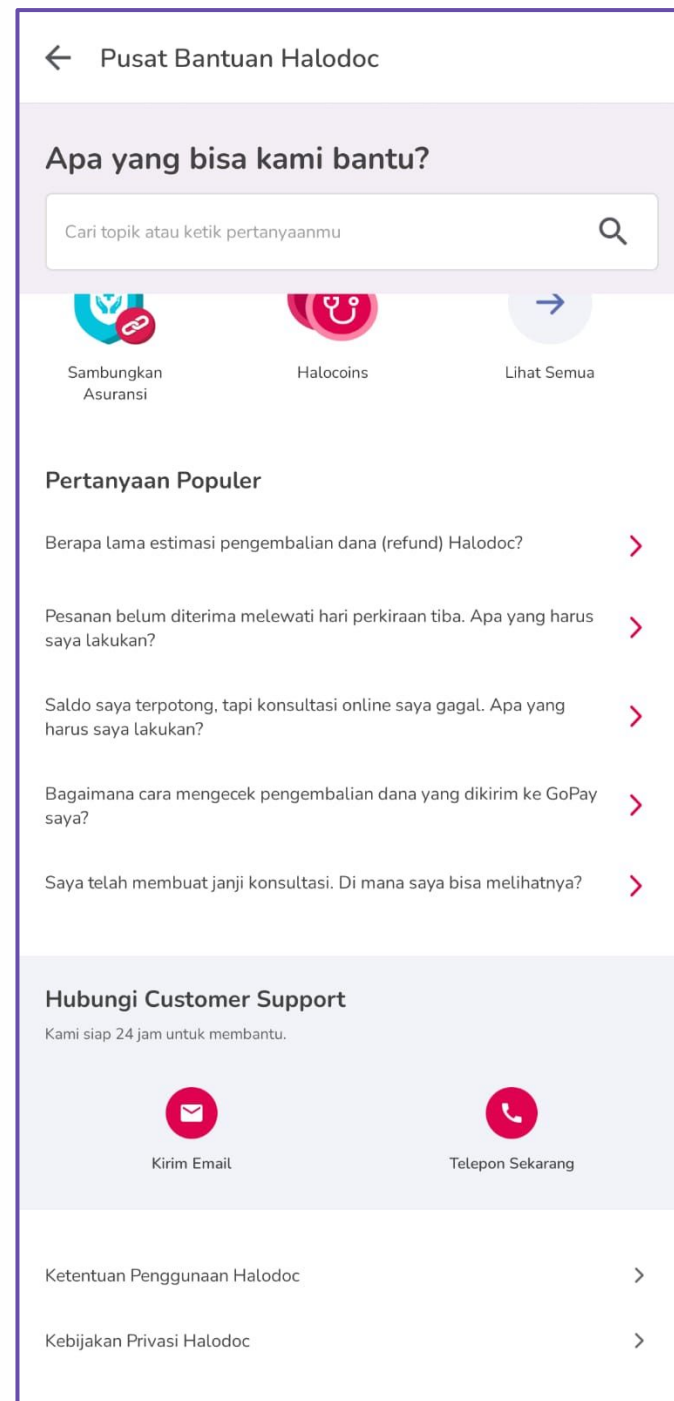 Pusat Bantuan Halodoc
Apa yang bisa kami bantu?
Cari topik atau ketik pertanyaanmu
Sambungkan
Asuransi
Halocoins
Lihat Semua
Pertanyaan Populer
Berapa lama estimasi pengembalian dana (refund) Halodoc?
Pesanan belum diterima melewati hari perkiraan tiba. Apa yang harus
saya lakukan?
Saldo saya terpotong, tapi konsultasi online saya gagal. Apa yang
harus saya lakukan?
Bagaimana cara mengecek pengembalian dana yang dikirim ke GoPay
saya?
Saya telah membuat janji konsultasi. Di mana saya bisa melihatnya?
Hubungi Customer Support
Kami siap 24 jam untuk membantu.
Kirim Email
Telepon Sekarang
Ketentuan Penggunaan Halodoc
Kebijakan Privasi Halodoc